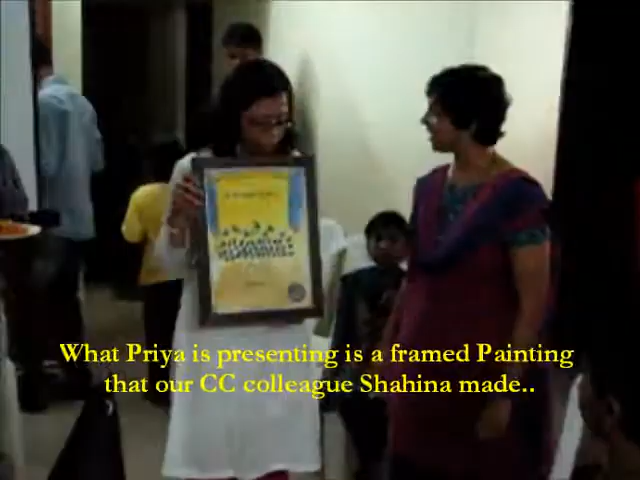 What Priya is presenting is a framed Painting
that our CC colleague Shahina made..